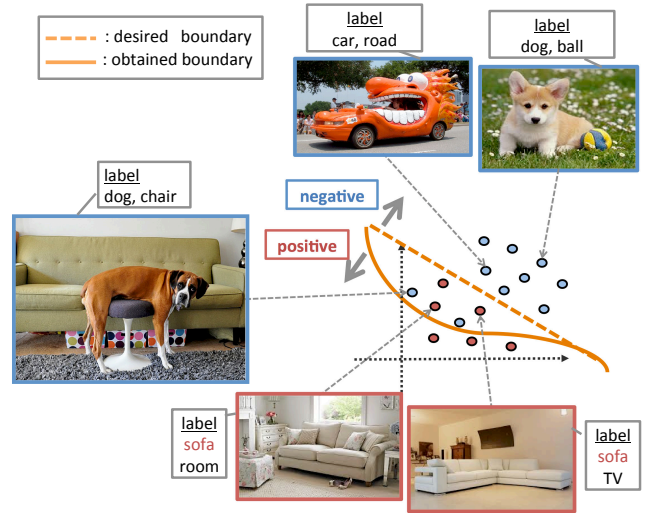 : desired boundary
: obtained boundary
label
car, road
label
dog, ball
label
dog, chair
negative
positive
label
sofa
room
label
sofa
TV